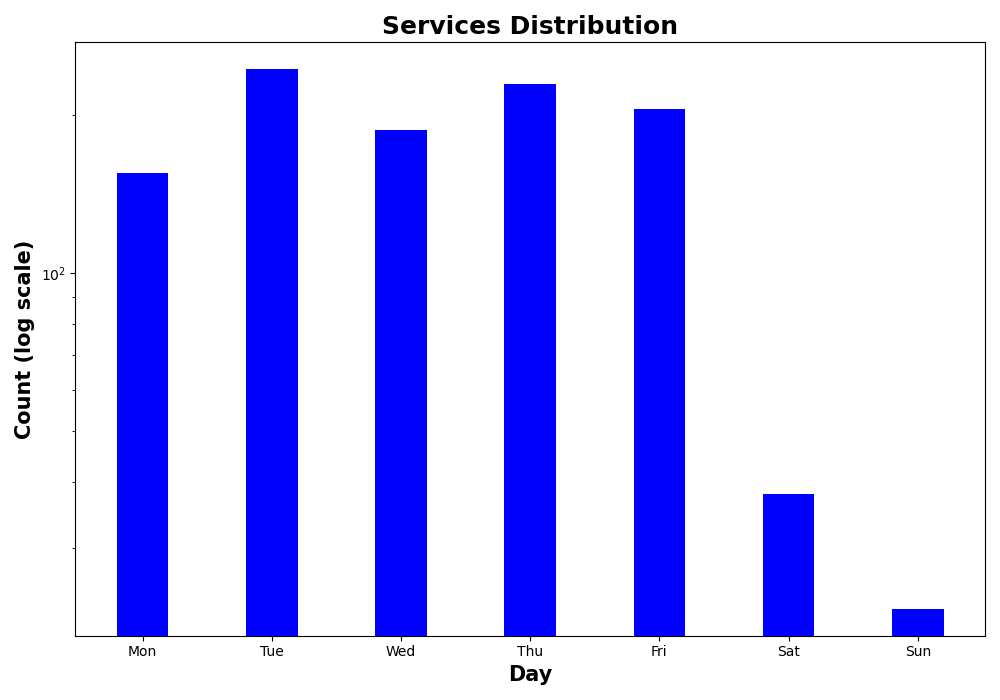 Services Distribution
Count (log scale)
10²
Mon Tue Wed Thu Fri Sat Sun
Day